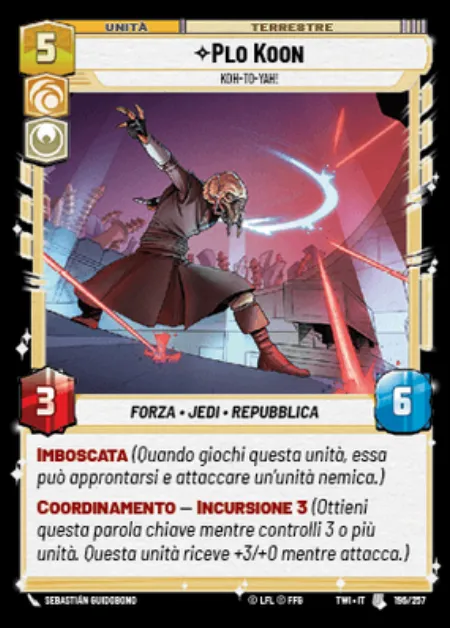 UNITÀ
TERRESTRE
5
PLO KOON
KOH-TO-YAH!
3
FORZA • JEDI • REPUBBLICA
6
IMBOSCATA (Quando giochi questa unità, essa
può approntarsi e attaccare un'unità nemica.)
COORDINAMENTO — INCURSIONE 3 (Ottieni
questa parola chiave mentre controlli 3 o più
unità. Questa unità riceve +3/+0 mentre attacca.)
SEBASTIÁN GUIDOBONO
© LFL © FFG
TWI • IT
196/257